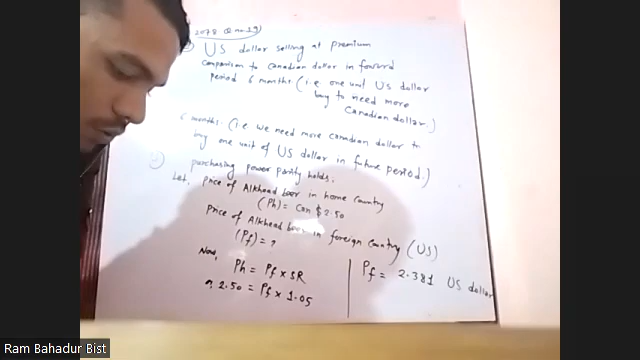 2078 Q no 19)
US dollar selling at premium
comparison to canadian dollar in foward
period 6 months (i.e one unit US dollar
buy to need more
Canadian dollar.)
6 months. (i.e we need more canadian dollar to
buy one unit of US dollar in future period.)
purchasing power parity holds.
Let, price of Alkhead beer in home country
(Ph) = Can $ 2.50
Price of Alkhead beer in foreign country (US)
(Pf) = ?
Now,
Ph = Pf × SR
or, 2.50 = Pf × 1.05
Pf = 2.381 US dollar
Ram Bahadur Bist